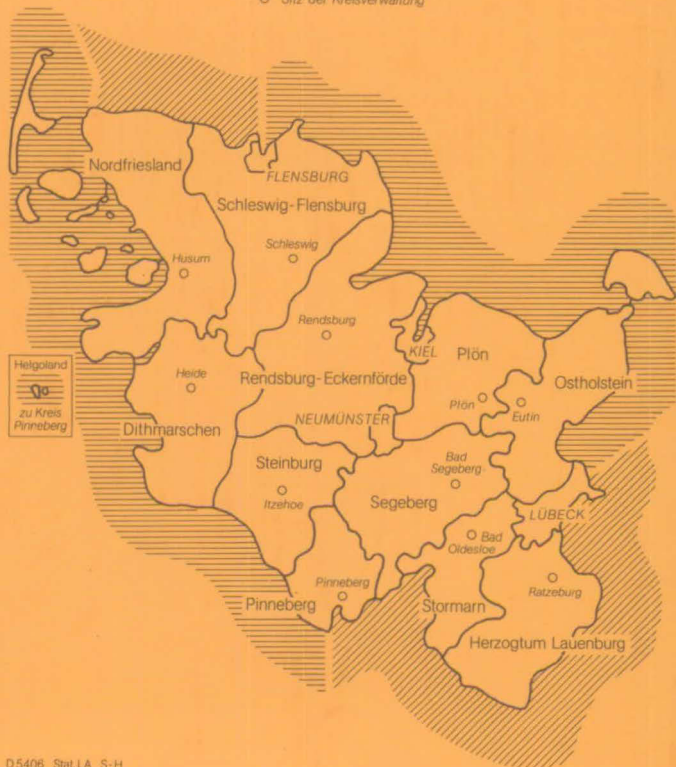 ○ Sitz der Kreisverwaltung
Nordfriesland
FLENSBURG
Schleswig-Flensburg
Schleswig
Husum
Rendsburg
KIEL
Plön
Helgoland
zu Kreis
Pinneberg
Heide
Rendsburg-Eckernförde
Ostholstein
Plön
Eutin
Dithmarschen
NEUMÜNSTER
Steinburg
Bad
Segeberg
Itzehoe
Segeberg
LÜBECK
Bad
Oldesloe
Pinneberg
Ratzeburg
Pinneberg
Stormarn
Herzogtum Lauenburg
D5406 Stat LA S-H